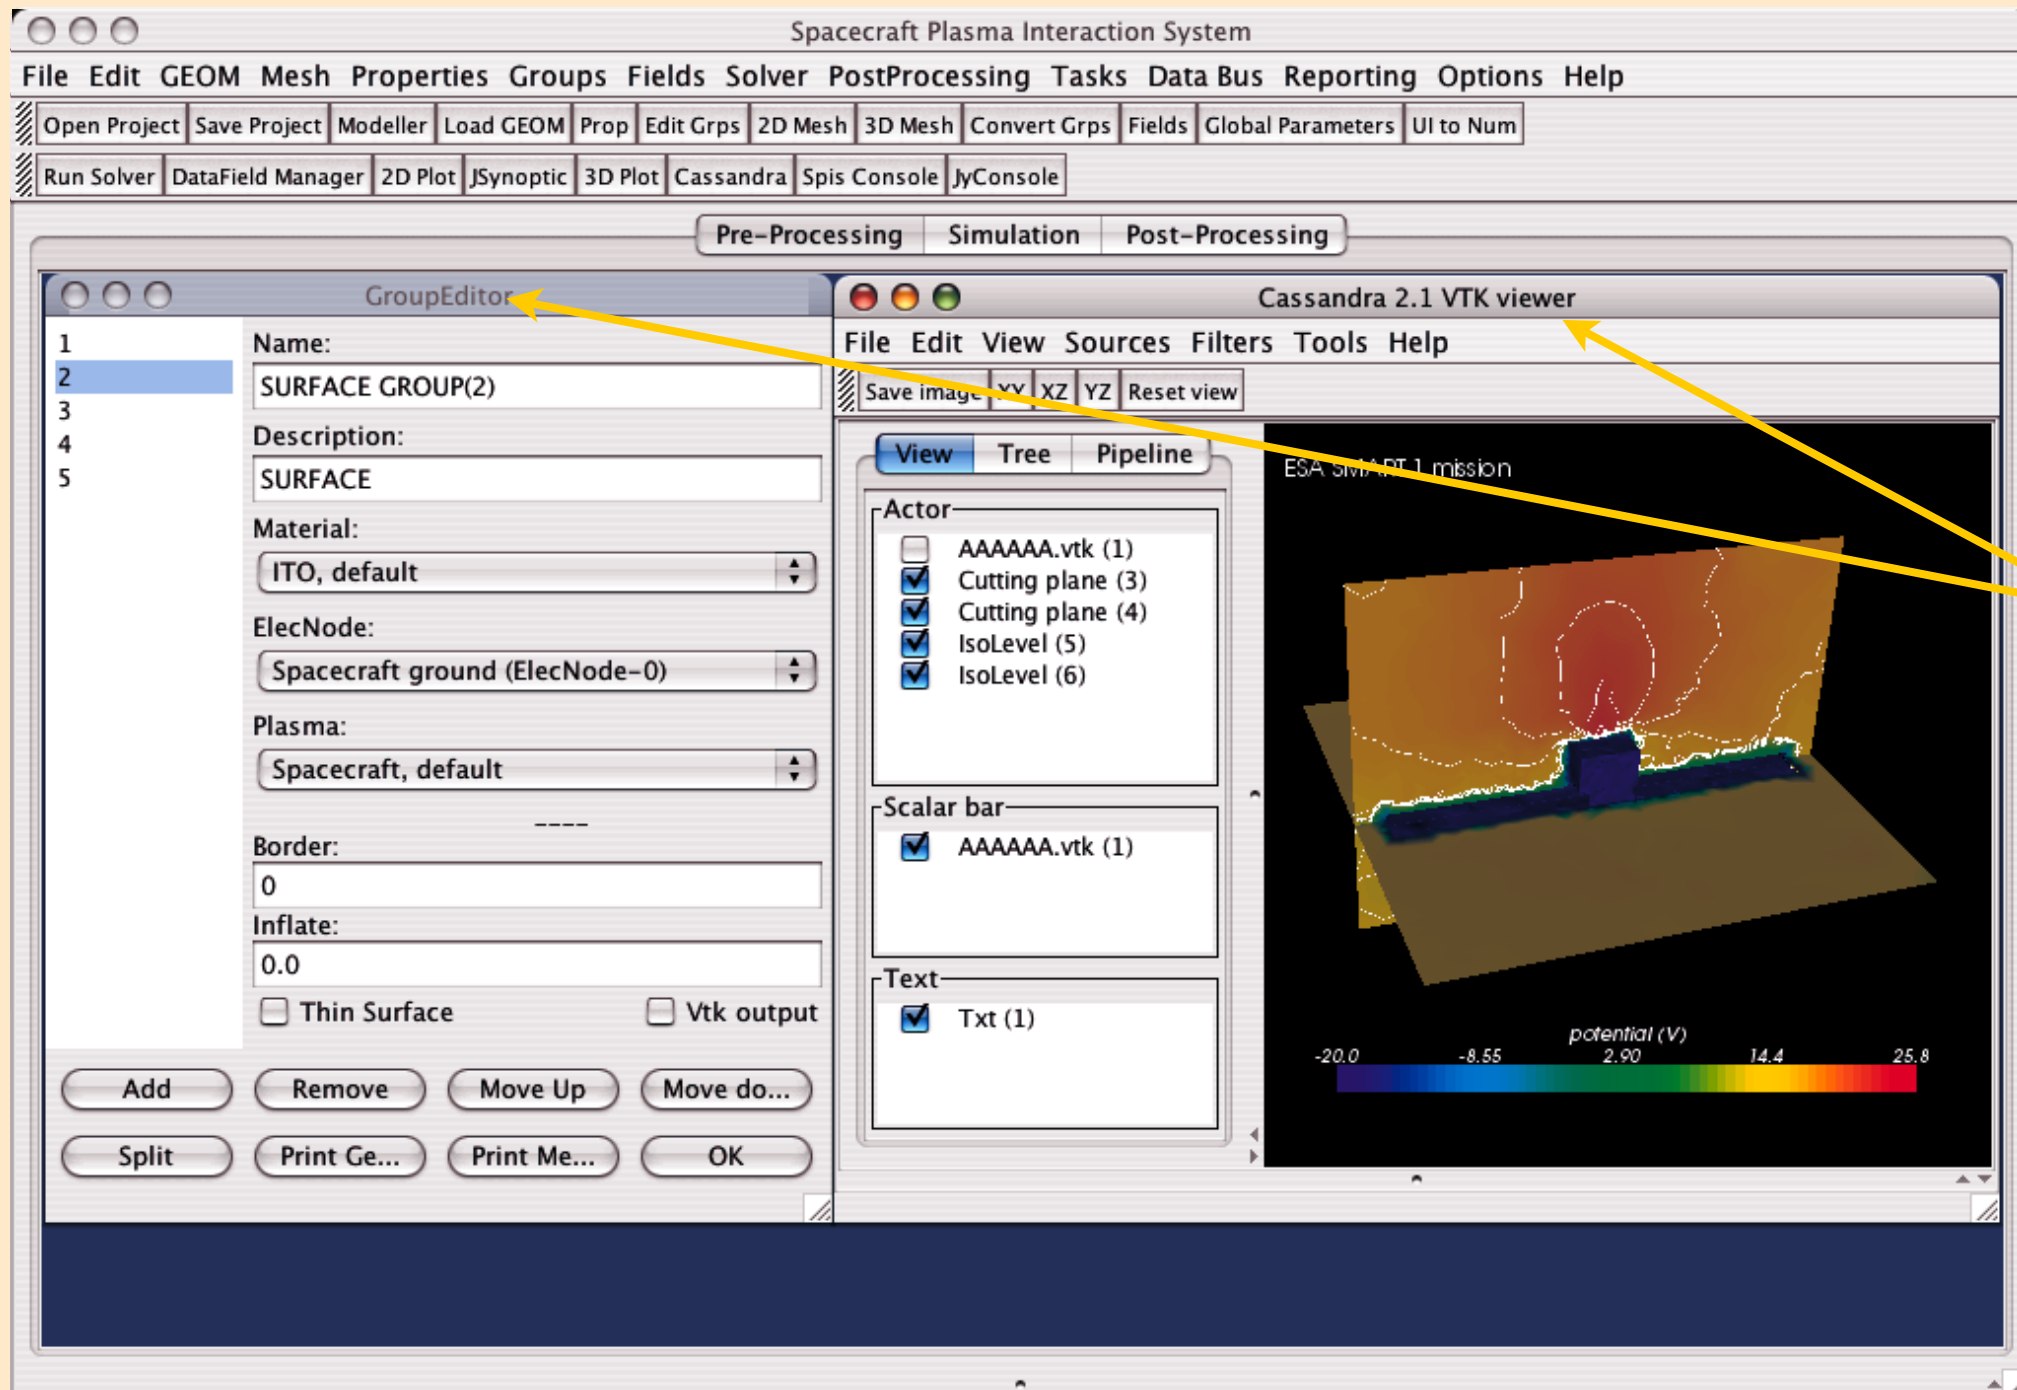 Spacecraft Plasma Interaction System
File Edit GEOM Mesh Properties Groups Fields Solver PostProcessing Tasks Data Bus Reporting Options Help
Open Project Save Project Modeller Load GEOM Prop Edit Grps 2D Mesh 3D Mesh Convert Grps Fields Global Parameters UI to Num
Run Solver DataField Manager 2D Plot JSynoptic 3D Plot Cassandra Spis Console JyConsole
Pre-Processing Simulation Post-Processing
GroupEditor
1
2
3
4
5
Name:
SURFACE GROUP(2)
Description:
SURFACE
Material:
ITO, default
ElecNode:
Spacecraft ground (ElecNode-0)
Plasma:
Spacecraft, default
----
Border:
0
Inflate:
0.0
Thin Surface Vtk output
Add Remove Move Up Move do...
Split Print Ge... Print Me... OK
Cassandra 2.1 VTK viewer
File Edit View Sources Filters Tools Help
Save image XY XZ YZ Reset view
View Tree Pipeline
Actor
AAAAAA.vtk (1)
Cutting plane (3)
Cutting plane (4)
IsoLevel (5)
IsoLevel (6)
Scalar bar
AAAAAA.vtk (1)
Text
Txt (1)
ESA SMART 1 mission
potential (V)
-20.0 -8.55 2.90 14.4 25.8